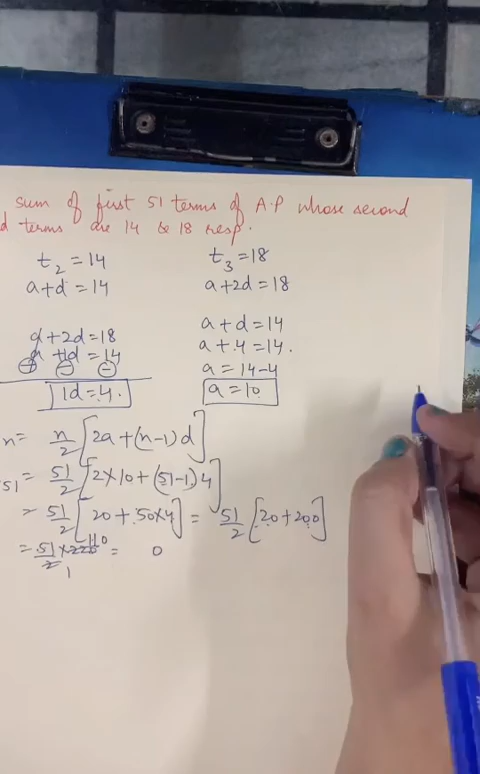 sum of first 51 terms of A.P whose second
d terms are 14 & 18 resp.
t₂ = 14 t₃ = 18
a+d = 14 a+2d = 18
a+2d = 18 a+d = 14
a+1d = 14 a+4 = 14.
a = 14-4
1d = 4. a = 10
n = n/2 [2a+(n-1)d]
51 = 51/2 [2×10+(51-1)4]
= 51/2 [20+50×4] = 51/2 [20+200]
= 51/2 × 220 110 = 0
1